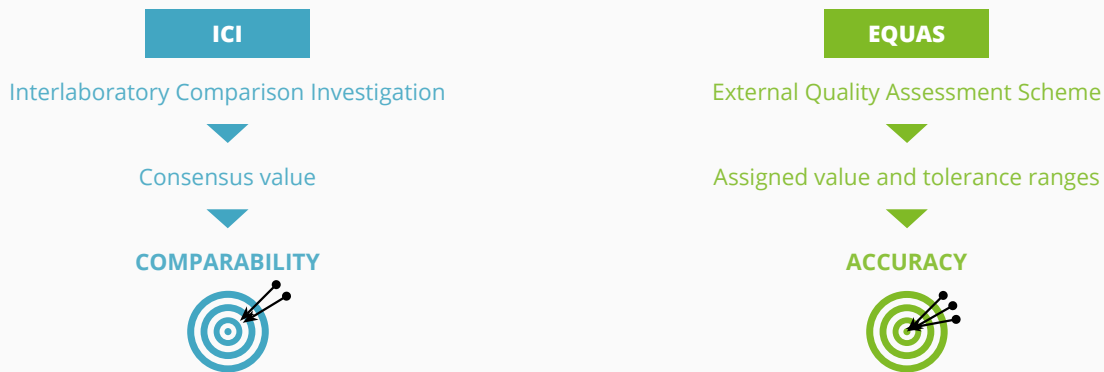 ICI
Interlaboratory Comparison Investigation
Consensus value
COMPARABILITY
EQUAS
External Quality Assessment Scheme
Assigned value and tolerance ranges
ACCURACY